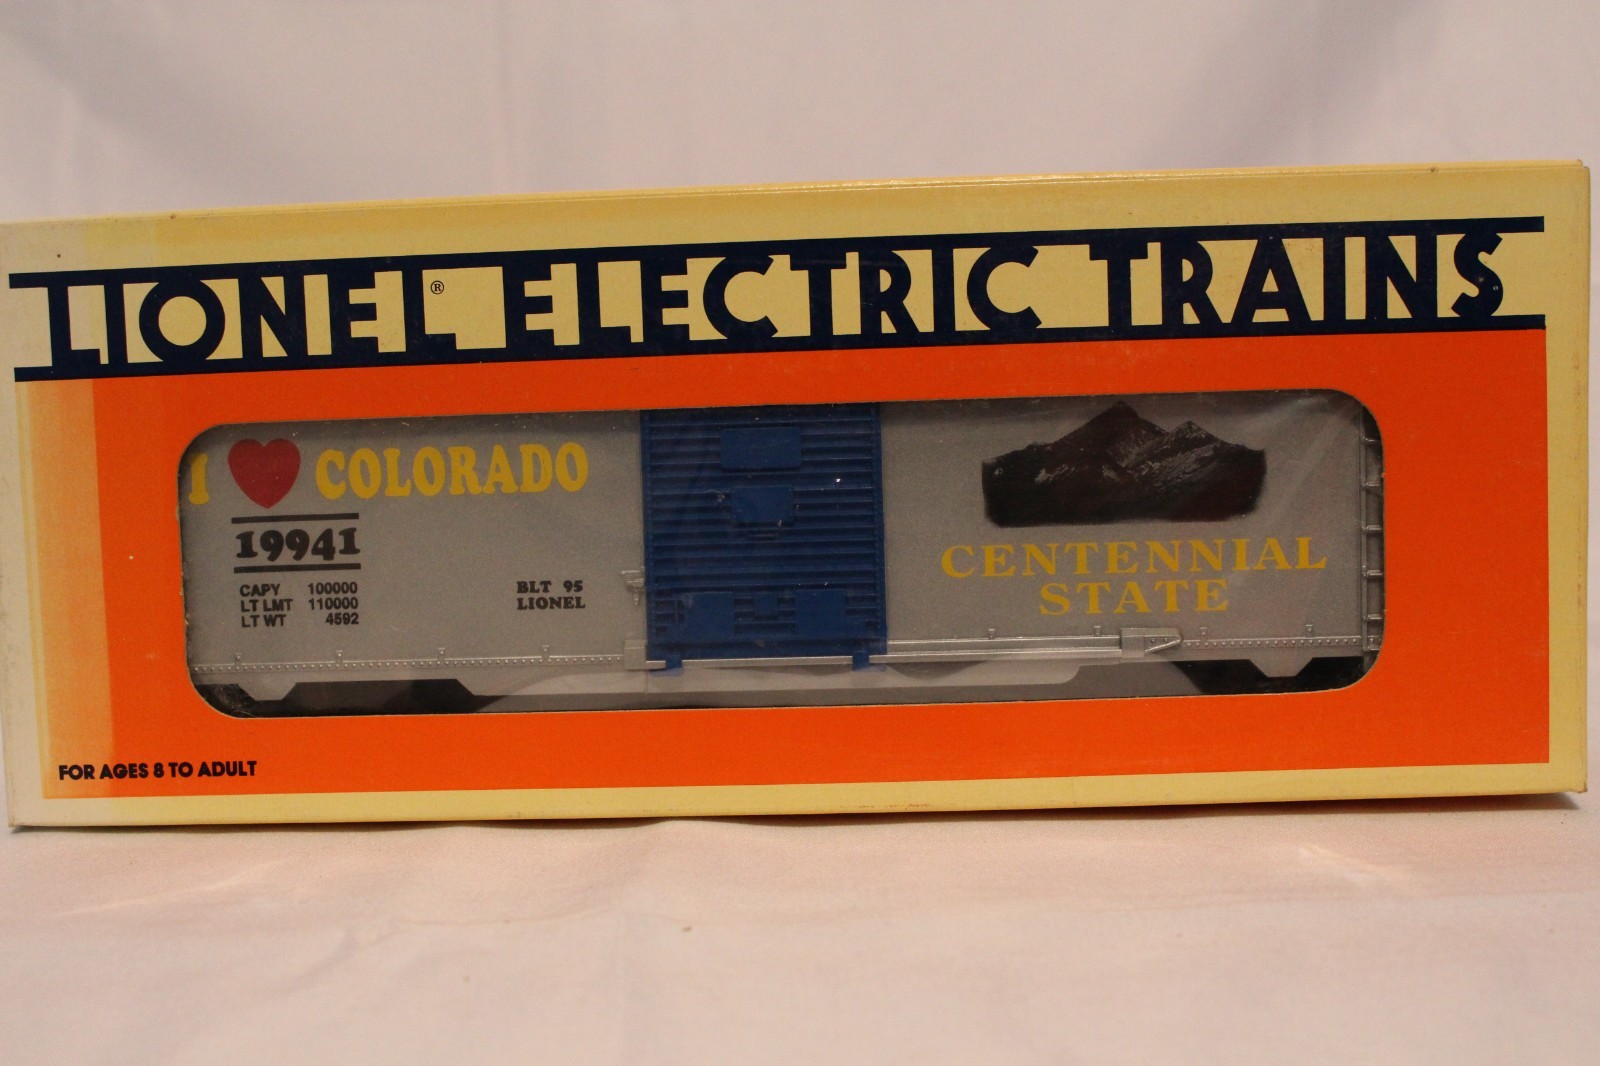 LIONEL® ELECTRIC TRAINS
I ❤ COLORADO
19941
CAPY 100000
LT LMT 110000
LT WT 4592
BLT 95
LIONEL
CENTENNIAL
STATE
FOR AGES 8 TO ADULT